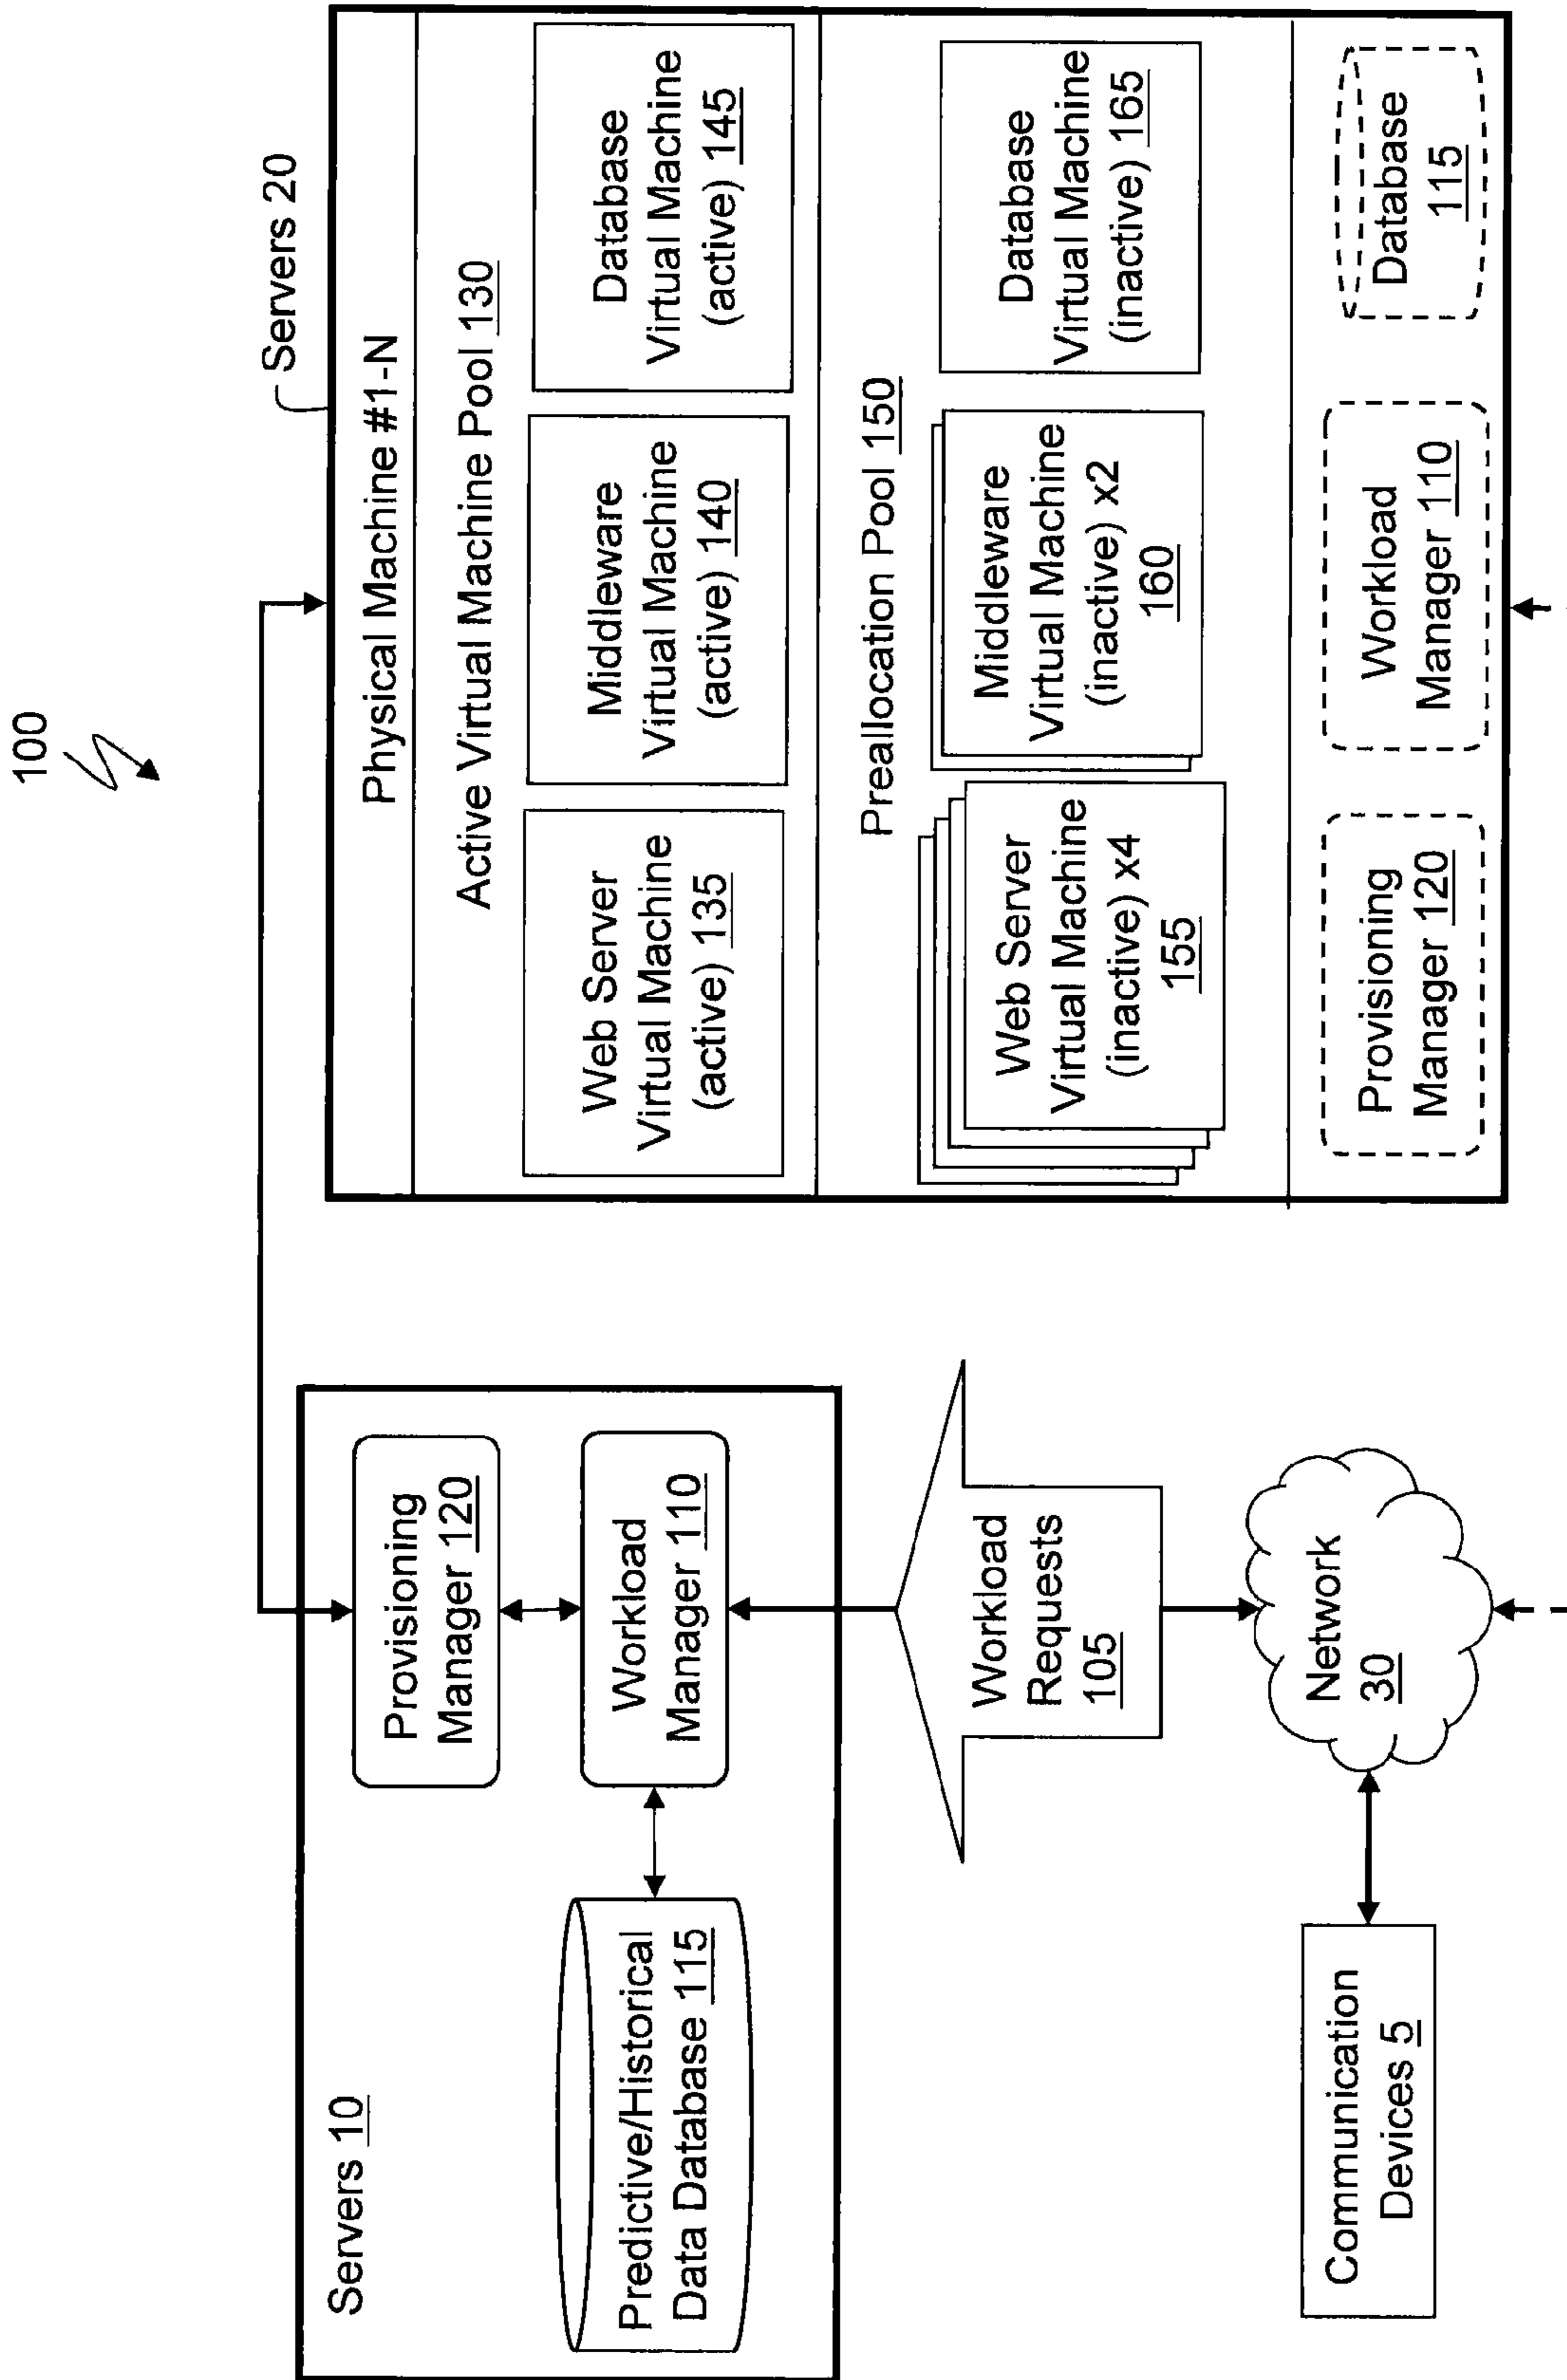 100
Servers 10
Provisioning
Manager 120
Predictive/Historical
Data Database 115
Workload
Manager 110
Workload
Requests
105
Communication
Devices 5
Network
30
Servers 20
Physical Machine #1-N
Active Virtual Machine Pool 130
Web Server
Virtual Machine
(active) 135
Middleware
Virtual Machine
(active) 140
Database
Virtual Machine
(active) 145
Preallocation Pool 150
Web Server
Virtual Machine
(inactive) x4
155
Middleware
Virtual Machine
(inactive) x2
160
Database
Virtual Machine
(inactive) 165
Provisioning
Manager 120
Workload
Manager 110
Database
115